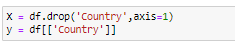 X = df.drop('Country',axis=1)
y = df[['Country']]